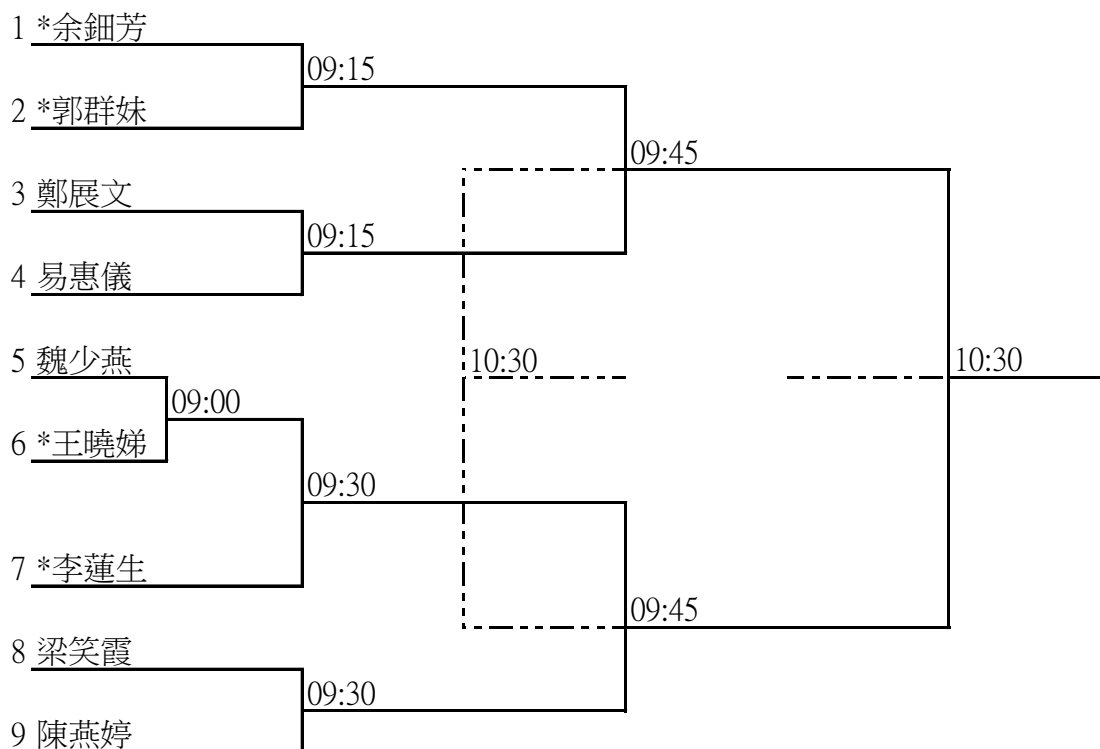 1 *余鈿芳
09:15
2 *郭群妹
09:45
3 鄭展文
09:15
4 易惠儀
5 魏少燕
10:30
10:30
09:00
6 *王曉娣
09:30
7 *李蓮生
09:45
8 梁笑霞
09:30
9 陳燕婷